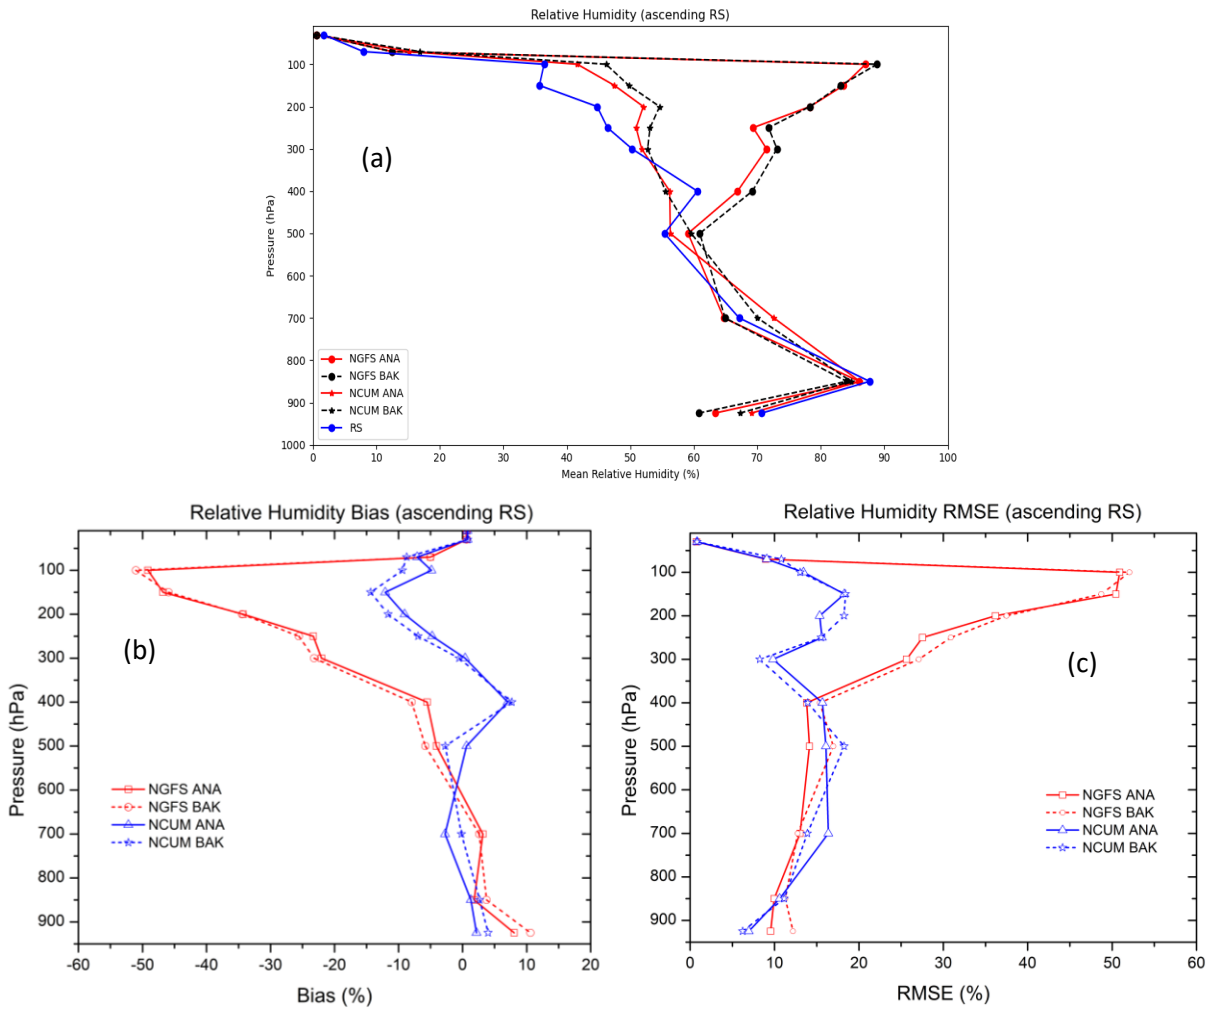 Relative Humidity (ascending RS)
Pressure (hPa)
100
200
300
400
500
600
700
800
900
1000
(a)
NGFS ANA
NGFS BAK
NCUM ANA
NCUM BAK
RS
0 10 20 30 40 50 60 70 80 90 100
Mean Relative Humidity (%)
Relative Humidity Bias (ascending RS)
Pressure (hPa)
100
200
300
400
500
600
700
800
900
(b)
NGFS ANA
NGFS BAK
NCUM ANA
NCUM BAK
-60 -50 -40 -30 -20 -10 0 10 20
Bias (%)
Relative Humidity RMSE (ascending RS)
Pressure (hPa)
100
200
300
400
500
600
700
800
900
(c)
NGFS ANA
NGFS BAK
NCUM ANA
NCUM BAK
0 10 20 30 40 50 60
RMSE (%)